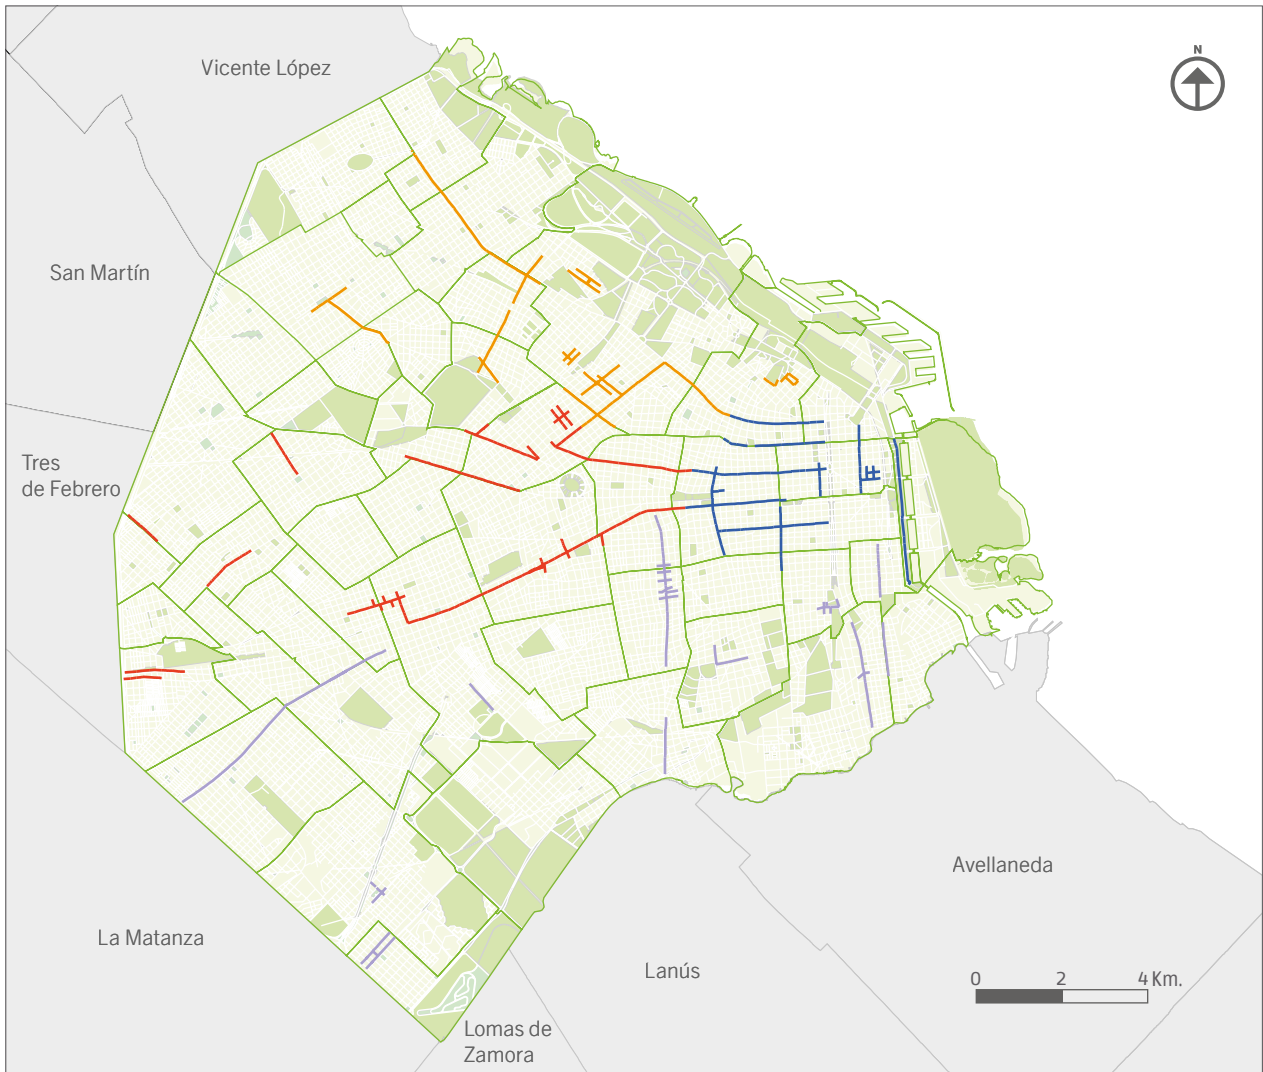 N
Vicente López
San Martín
Tres
de Febrero
Avellaneda
La Matanza
Lanús
0 2 4 Km.
Lomas de
Zamora